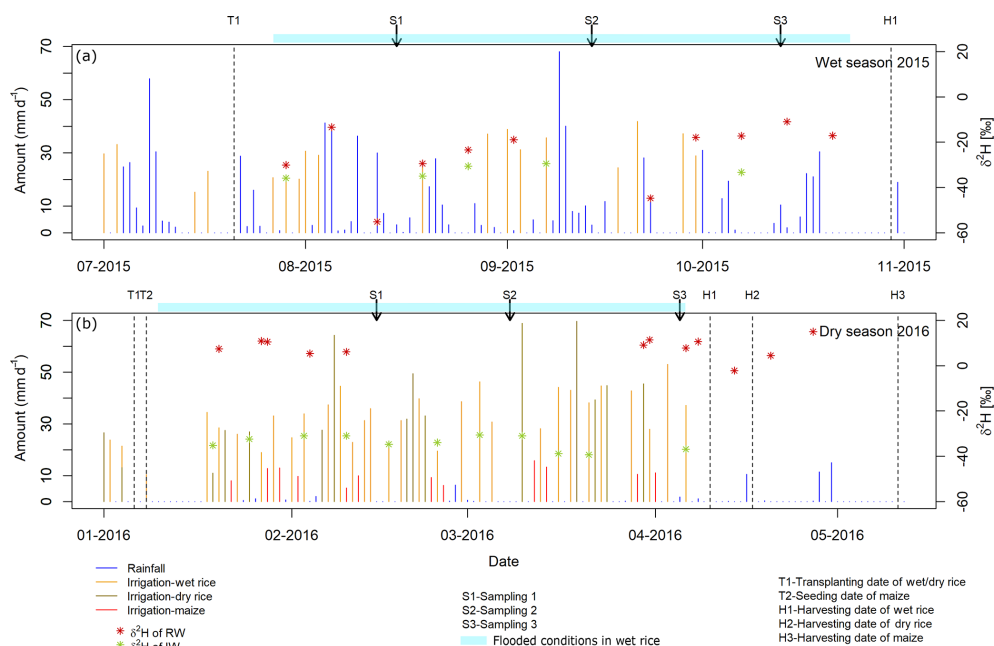 T1 S1 S2 S3 H1
(a) Wet season 2015
70
60
50
40
30
20
10
0
Amount (mm d⁻¹)
20
0
-20
-40
-60
δ²H [‰]
07-2015 08-2015 09-2015 10-2015 11-2015
T1 T2 S1 S2 S3 H1 H2 H3
(b) Dry season 2016
70
60
50
40
30
20
10
0
Amount (mm d⁻¹)
20
0
-20
-40
-60
δ²H [‰]
01-2016 02-2016 03-2016 04-2016 05-2016
Date
Rainfall
Irrigation-wet rice
Irrigation-dry rice
Irrigation-maize
δ²H of RW
δ²H of IW
S1-Sampling 1
S2-Sampling 2
S3-Sampling 3
Flooded conditions in wet rice
T1-Transplanting date of wet/dry rice
T2-Seeding date of maize
H1-Harvesting date of wet rice
H2-Harvesting date of dry rice
H3-Harvesting date of maize